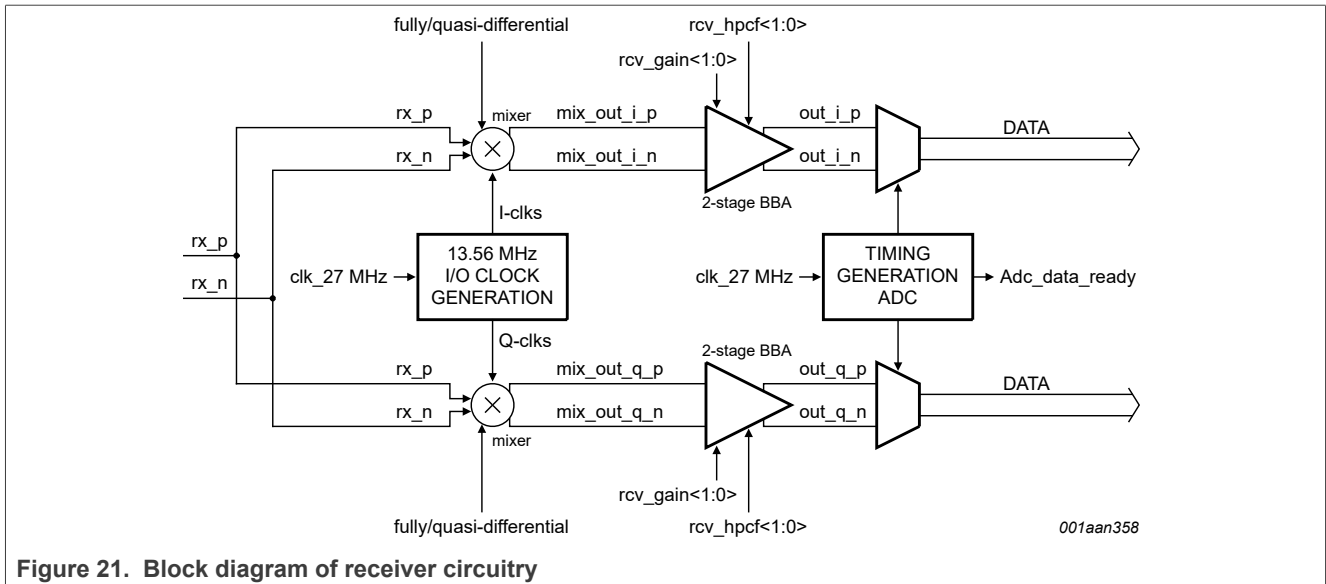 fully/quasi-differential
rcv_hpcf<1:0>
rcv_gain<1:0>
rx_p
mixer
mix_out_i_p
out_i_p
DATA
rx_n
mix_out_i_n
out_i_n
2-stage BBA
I-clks
rx_p
rx_n
clk_27 MHz
13.56 MHz
I/O CLOCK
GENERATION
clk_27 MHz
TIMING
GENERATION
ADC
Adc_data_ready
Q-clks
2-stage BBA
rx_p
mix_out_q_p
out_q_p
DATA
rx_n
mix_out_q_n
out_q_n
mixer
rcv_gain<1:0>
fully/quasi-differential
rcv_hpcf<1:0>
001aan358
Figure 21. Block diagram of receiver circuitry